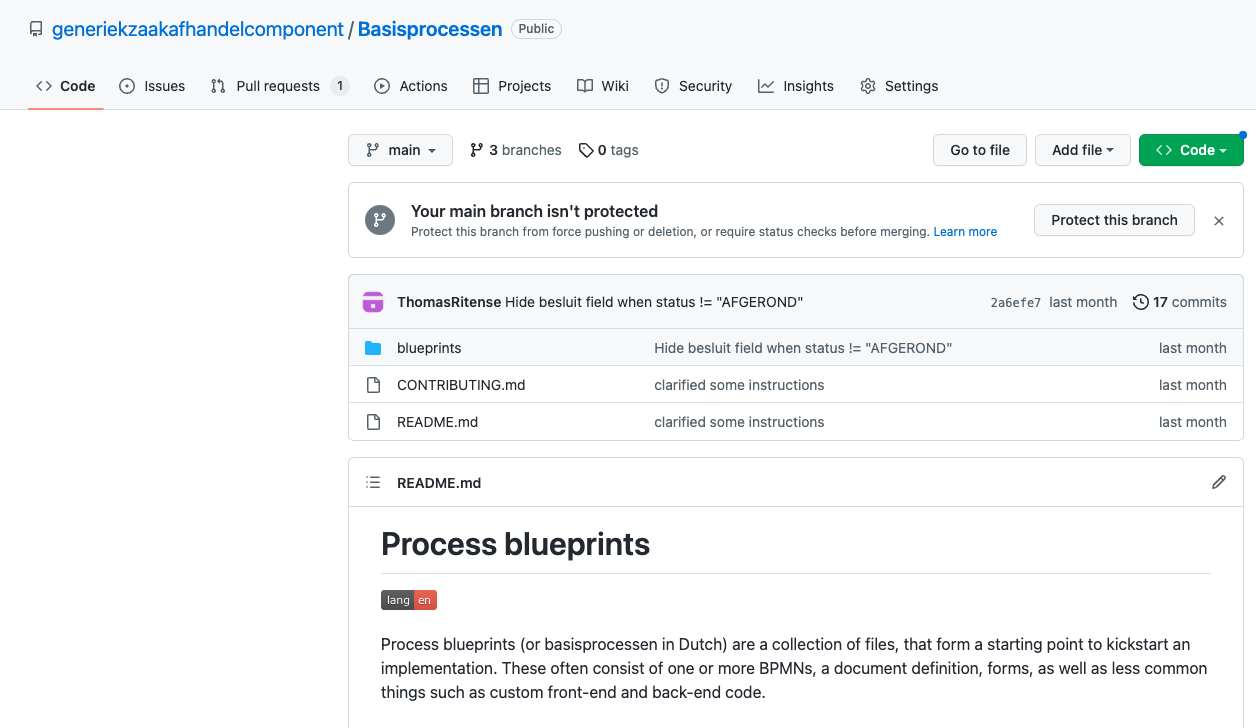 generiekzaakafhandelcomponent / Basisprocessen Public
Code Issues Pull requests 1 Actions Projects Wiki Security Insights Settings
main 3 branches 0 tags Go to file Add file Code
Your main branch isn't protected
Protect this branch from force pushing or deletion, or require status checks before merging. Learn more
Protect this branch
ThomasRitense Hide besluit field when status != "AFGEROND" 2a6efe7 last month 17 commits
blueprints Hide besluit field when status != "AFGEROND" last month
CONTRIBUTING.md clarified some instructions last month
README.md clarified some instructions last month
README.md
Process blueprints
lang en
Process blueprints (or basisprocessen in Dutch) are a collection of files, that form a starting point to kickstart an
implementation. These often consist of one or more BPMNs, a document definition, forms, as well as less common
things such as custom front-end and back-end code.